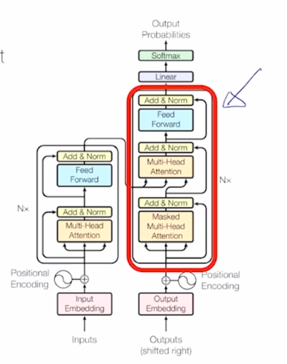 t
Output
Probabilities
Softmax
Linear
Add & Norm
Feed
Forward
Add & Norm
Multi-Head
Attention
Add & Norm
Masked
Multi-Head
Attention
Nx
Add & Norm
Feed
Forward
Add & Norm
Multi-Head
Attention
Nx
Positional
Encoding
Positional
Encoding
Input
Embedding
Output
Embedding
Inputs
Outputs
(shifted right)